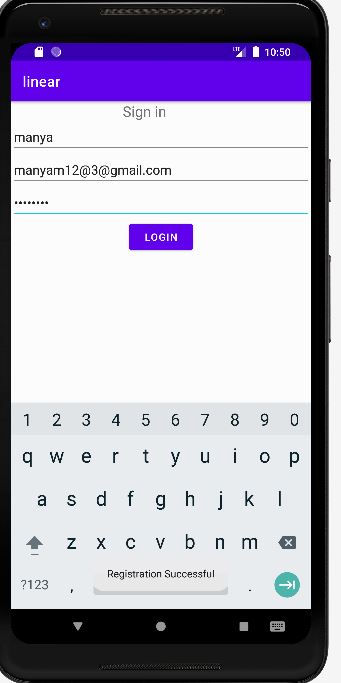 LTE 10:50
linear
Sign in
manya
manyam12@3@gmail.com
••••••••
LOGIN
1 2 3 4 5 6 7 8 9 0
q w e r t y u i o p
a s d f g h j k l
z x c v b n m
?123 , .
Registration Successful